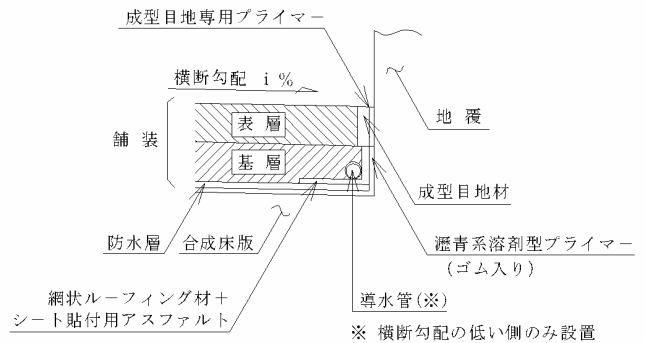 成型目地専用プライマー
横断勾配 i %
地 覆
舗 装
表 層
基 層
成型目地材
防水層
合成床版
瀝青系溶剤型プライマー
(ゴム入り)
網状ルーフィング材+
シート貼付用アスファルト
導水管(※)
※ 横断勾配の低い側のみ設置